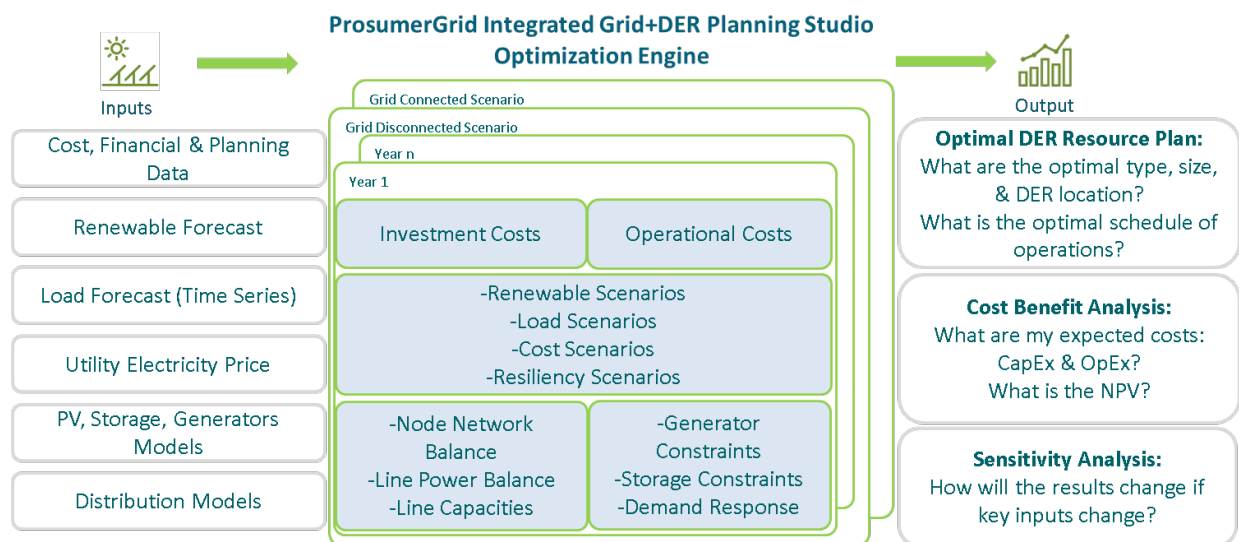 ProsumerGrid Integrated Grid+DER Planning Studio
Optimization Engine
Inputs
Cost, Financial & Planning
Data
Renewable Forecast
Load Forecast (Time Series)
Utility Electricity Price
PV, Storage, Generators
Models
Distribution Models
Grid Connected Scenario
Grid Disconnected Scenario
Year n
Year 1
Investment Costs
Operational Costs
-Renewable Scenarios
-Load Scenarios
-Cost Scenarios
-Resiliency Scenarios
-Node Network
Balance
-Line Power Balance
-Line Capacities
-Generator
Constraints
-Storage Constraints
-Demand Response
Output
Optimal DER Resource Plan:
What are the optimal type, size,
& DER location?
What is the optimal schedule of
operations?
Cost Benefit Analysis:
What are my expected costs:
CapEx & OpEx?
What is the NPV?
Sensitivity Analysis:
How will the results change if
key inputs change?